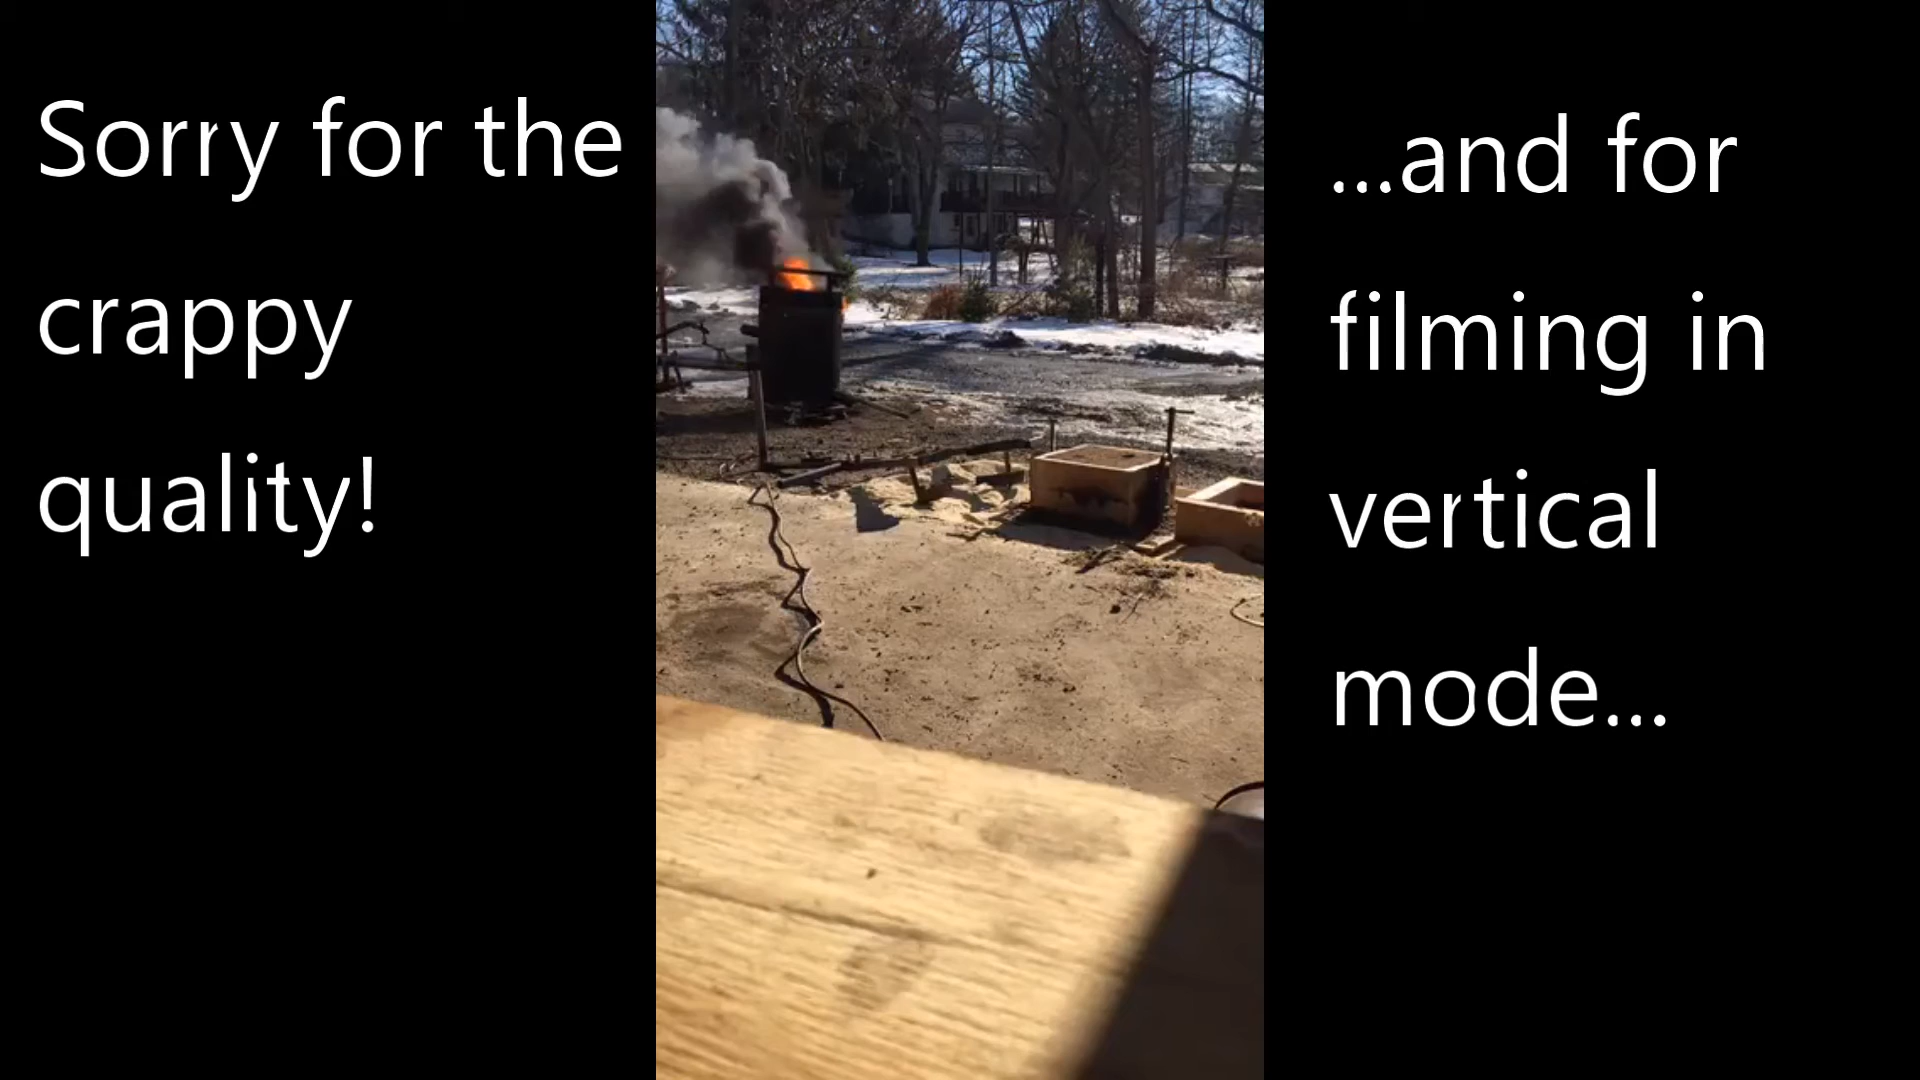 Sorry for the
crappy
quality!
...and for
filming in
vertical
mode...